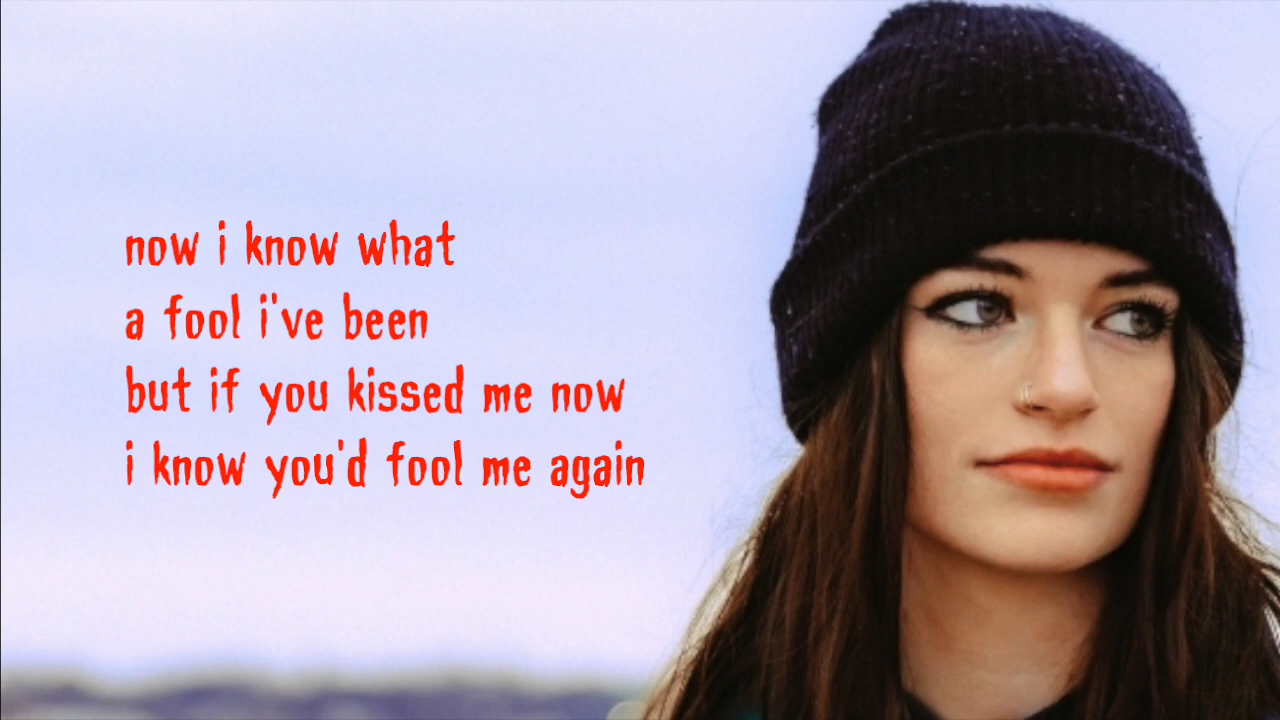 now i know what
a fool i've been
but if you kissed me now
i know you'd fool me again